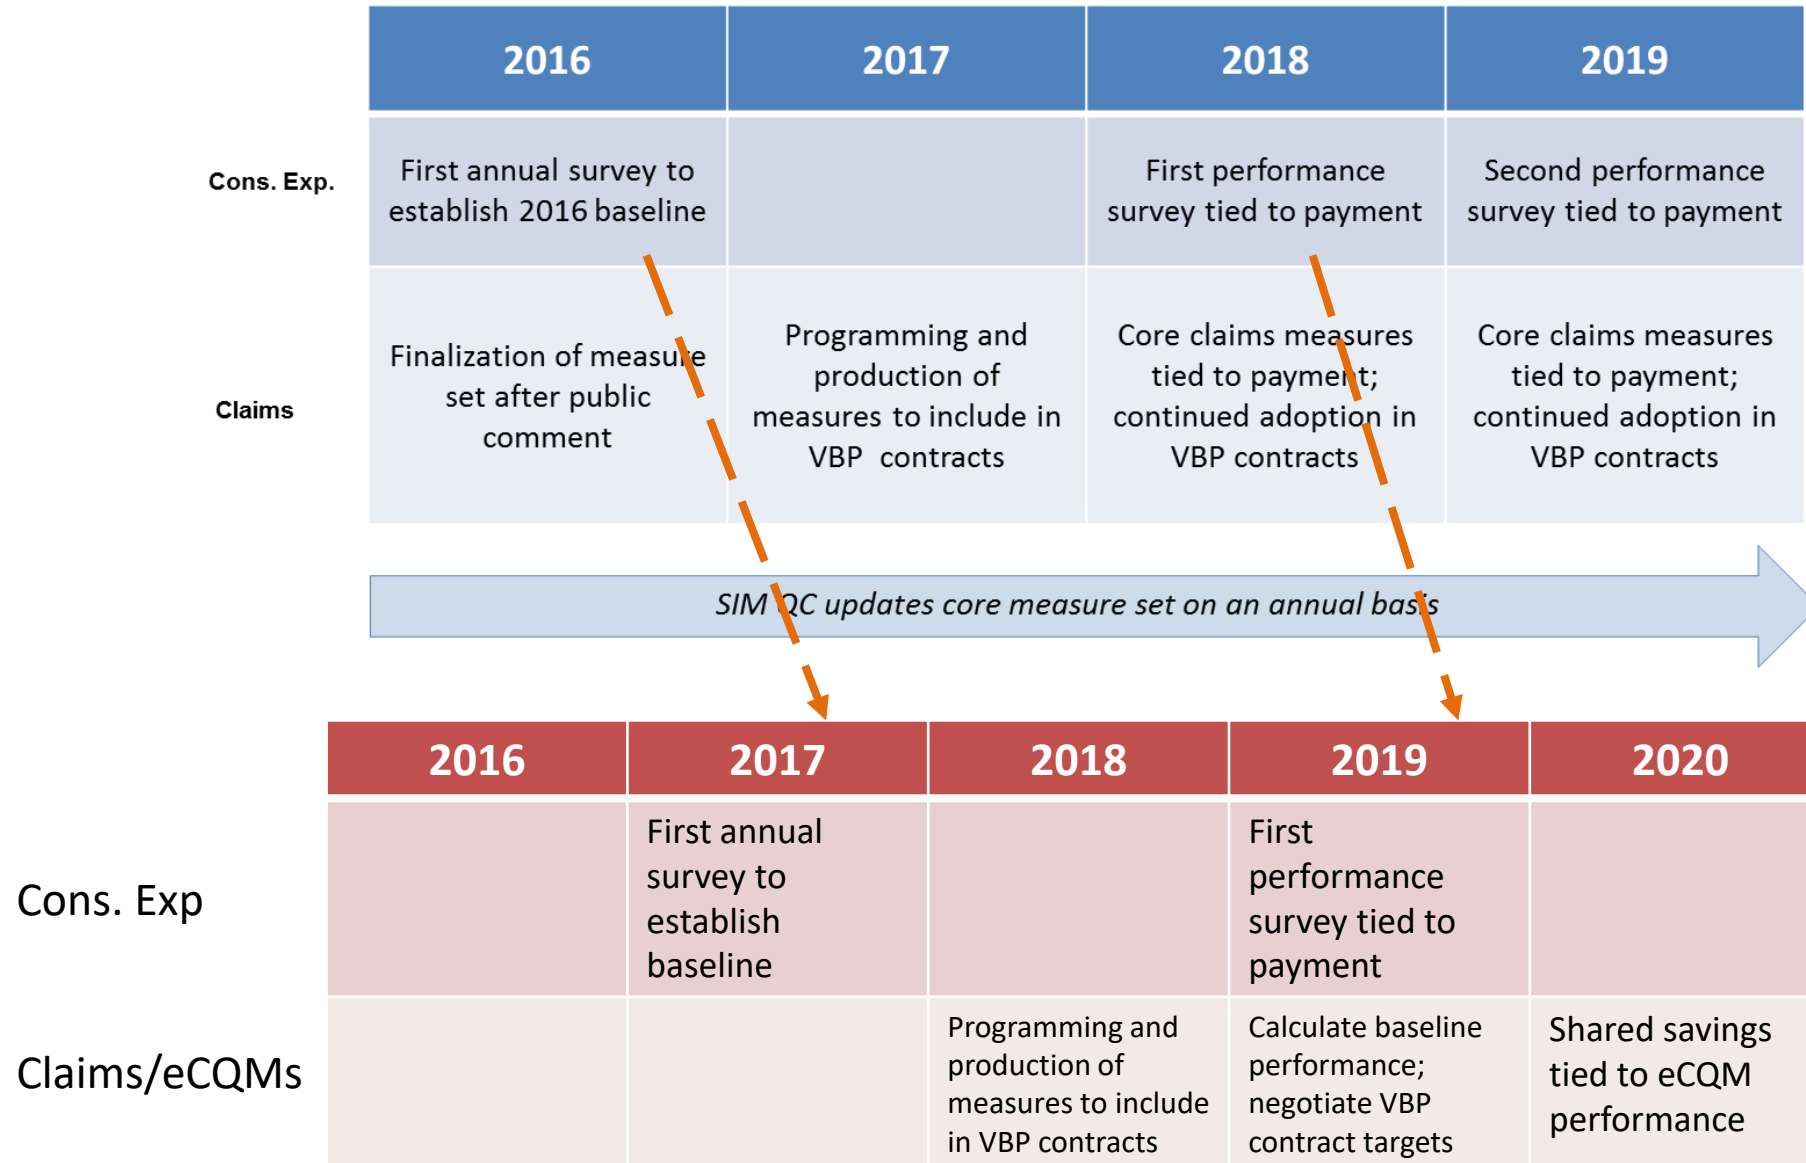 2016 2017 2018 2019
Cons. Exp.
First annual survey to
establish 2016 baseline
First performance
survey tied to payment
Second performance
survey tied to payment
Claims
Finalization of measure
set after public
comment
Programming and
production of
measures to include in
VBP contracts
Core claims measures
tied to payment;
continued adoption in
VBP contracts
Core claims measures
tied to payment;
continued adoption in
VBP contracts
SIM QC updates core measure set on an annual basis
2016 2017 2018 2019 2020
Cons. Exp
First annual
survey to
establish
baseline
First
performance
survey tied to
payment
Claims/eCQMs
Programming and
production of
measures to include
in VBP contracts
Calculate baseline
performance;
negotiate VBP
contract targets
Shared savings
tied to eCQM
performance